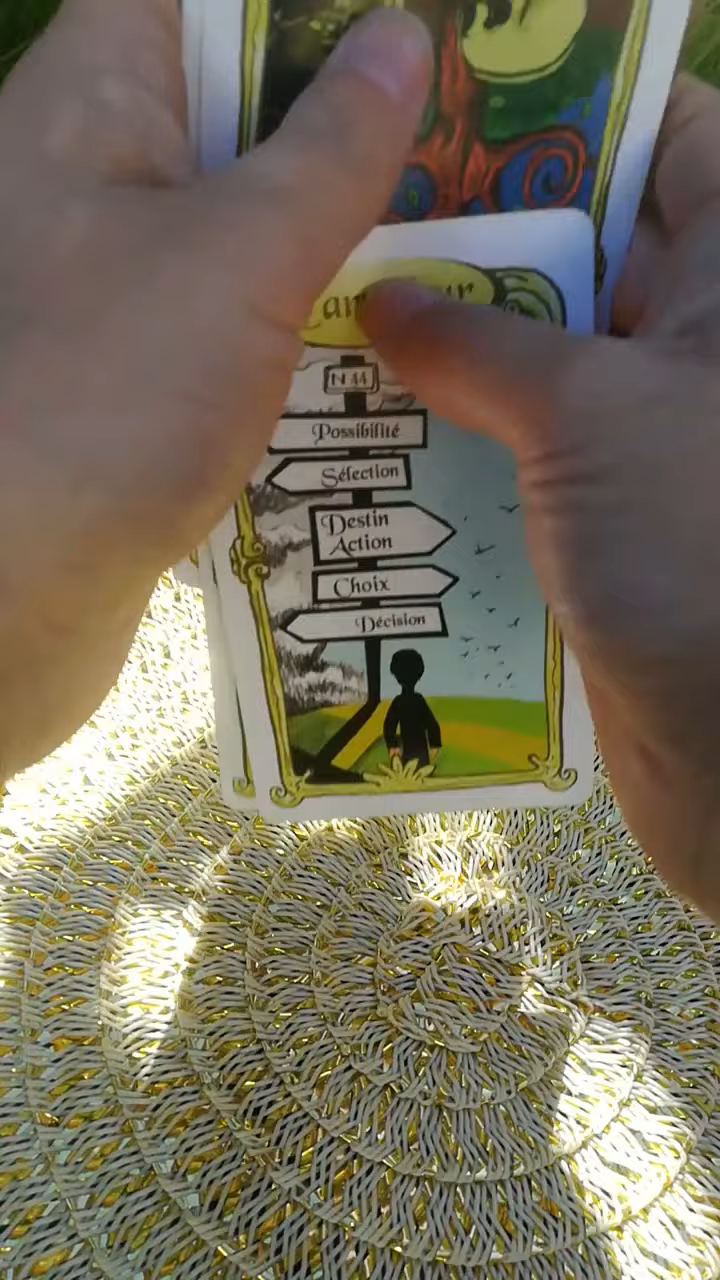 N 44
Possibilité
Sélection
Destin
Action
Choix
Décision